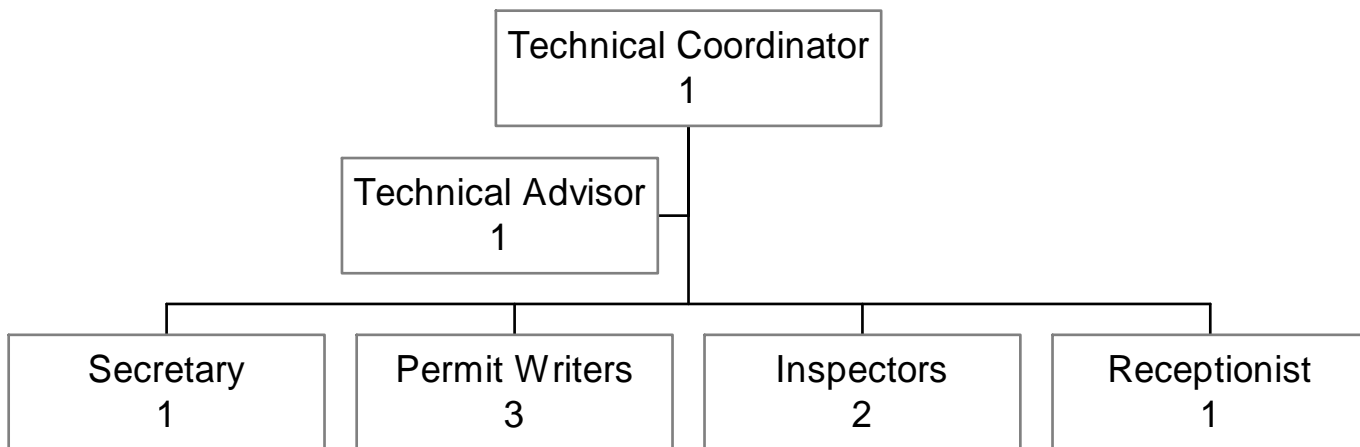 Technical Coordinator
1
Technical Advisor
1
Secretary
1
Permit Writers
3
Inspectors
2
Receptionist
1